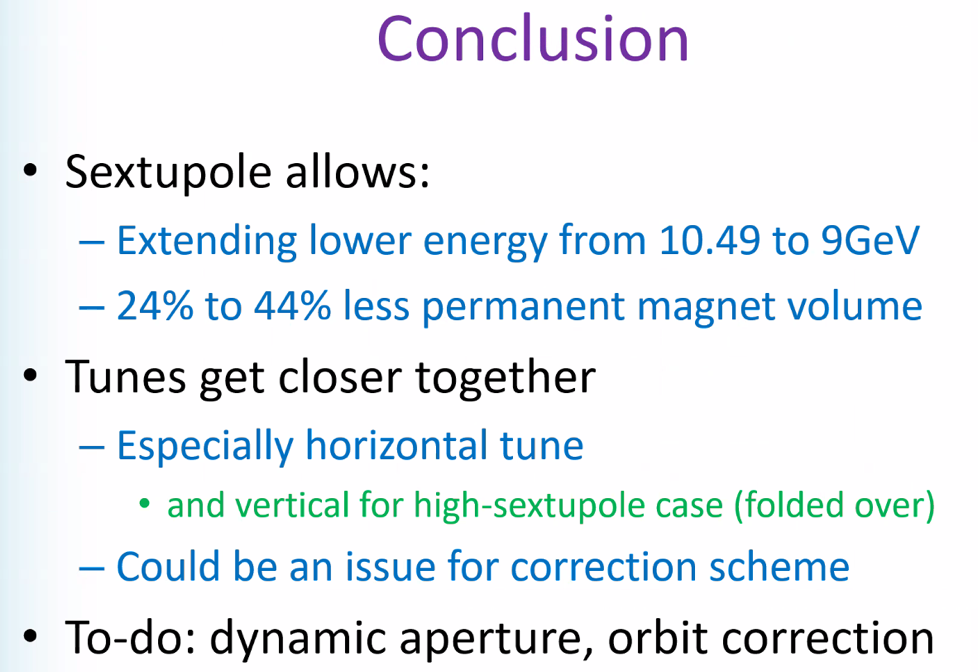 Conclusion
• Sextupole allows:
– Extending lower energy from 10.49 to 9GeV
– 24% to 44% less permanent magnet volume
• Tunes get closer together
– Especially horizontal tune
• and vertical for high-sextupole case (folded over)
– Could be an issue for correction scheme
• To-do: dynamic aperture, orbit correction